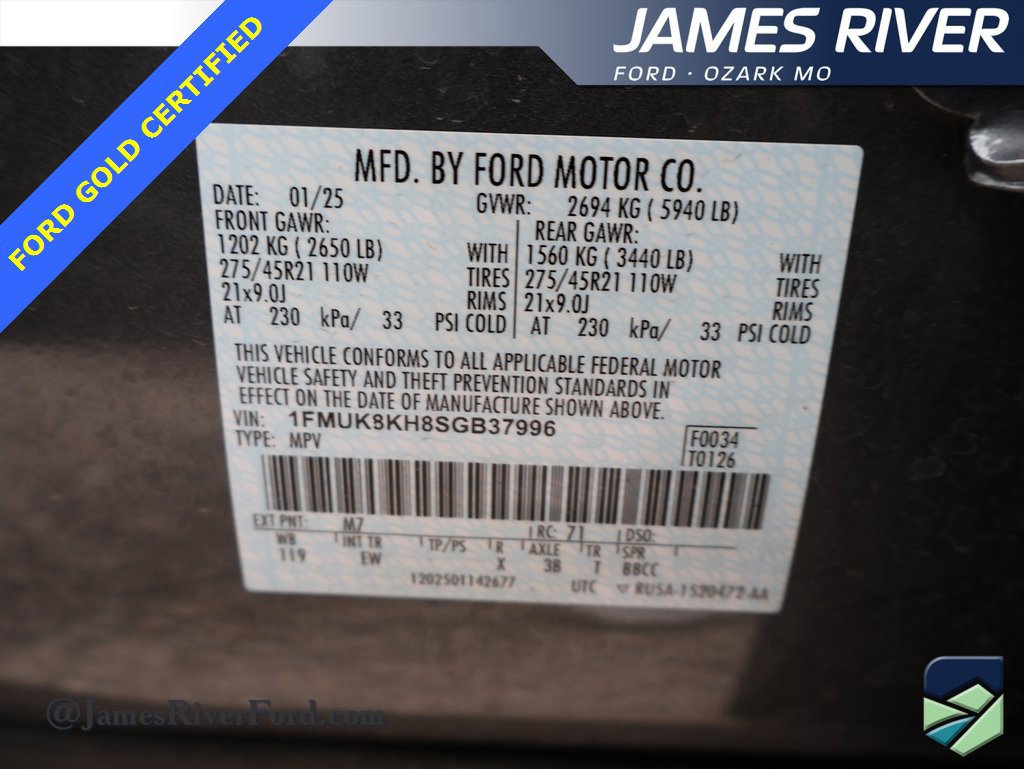 FORD GOLD CERTIFIED
JAMES RIVER
FORD · OZARK MO
MFD. BY FORD MOTOR CO.
DATE: 01/25 GVWR: 2694 KG ( 5940 LB)
FRONT GAWR: REAR GAWR:
1202 KG ( 2650 LB) WITH 1560 KG ( 3440 LB) WITH
275/45R21 110W TIRES 275/45R21 110W TIRES
21x9.0J RIMS 21x9.0J RIMS
AT 230 kPa/ 33 PSI COLD AT 230 kPa/ 33 PSI COLD
THIS VEHICLE CONFORMS TO ALL APPLICABLE FEDERAL MOTOR
VEHICLE SAFETY AND THEFT PREVENTION STANDARDS IN
EFFECT ON THE DATE OF MANUFACTURE SHOWN ABOVE.
VIN: 1FMUK8KH8SGB37996
TYPE: MPV F0034
T0126
EXT PNT: M7 RC: 71 DSO:
WB INT TR TP/PS R AXLE TR SPR
119 EW X 3B T BBCC
1202501142677 UTC ▽ RUSA-1520472-AA
@JamesRiverFord.com